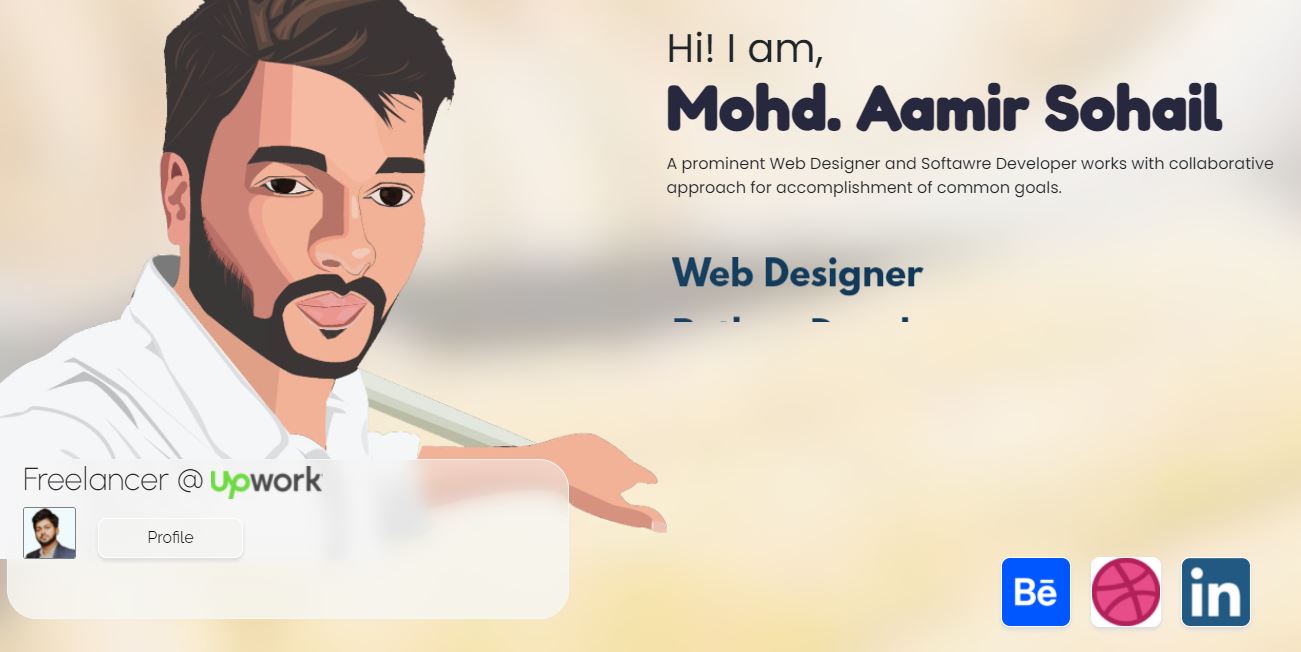 Hi! I am,
Mohd. Aamir Sohail
A prominent Web Designer and Softawre Developer works with collaborative
approach for accomplishment of common goals.
Web Designer
Freelancer @ Upwork
Profile
Bē
in